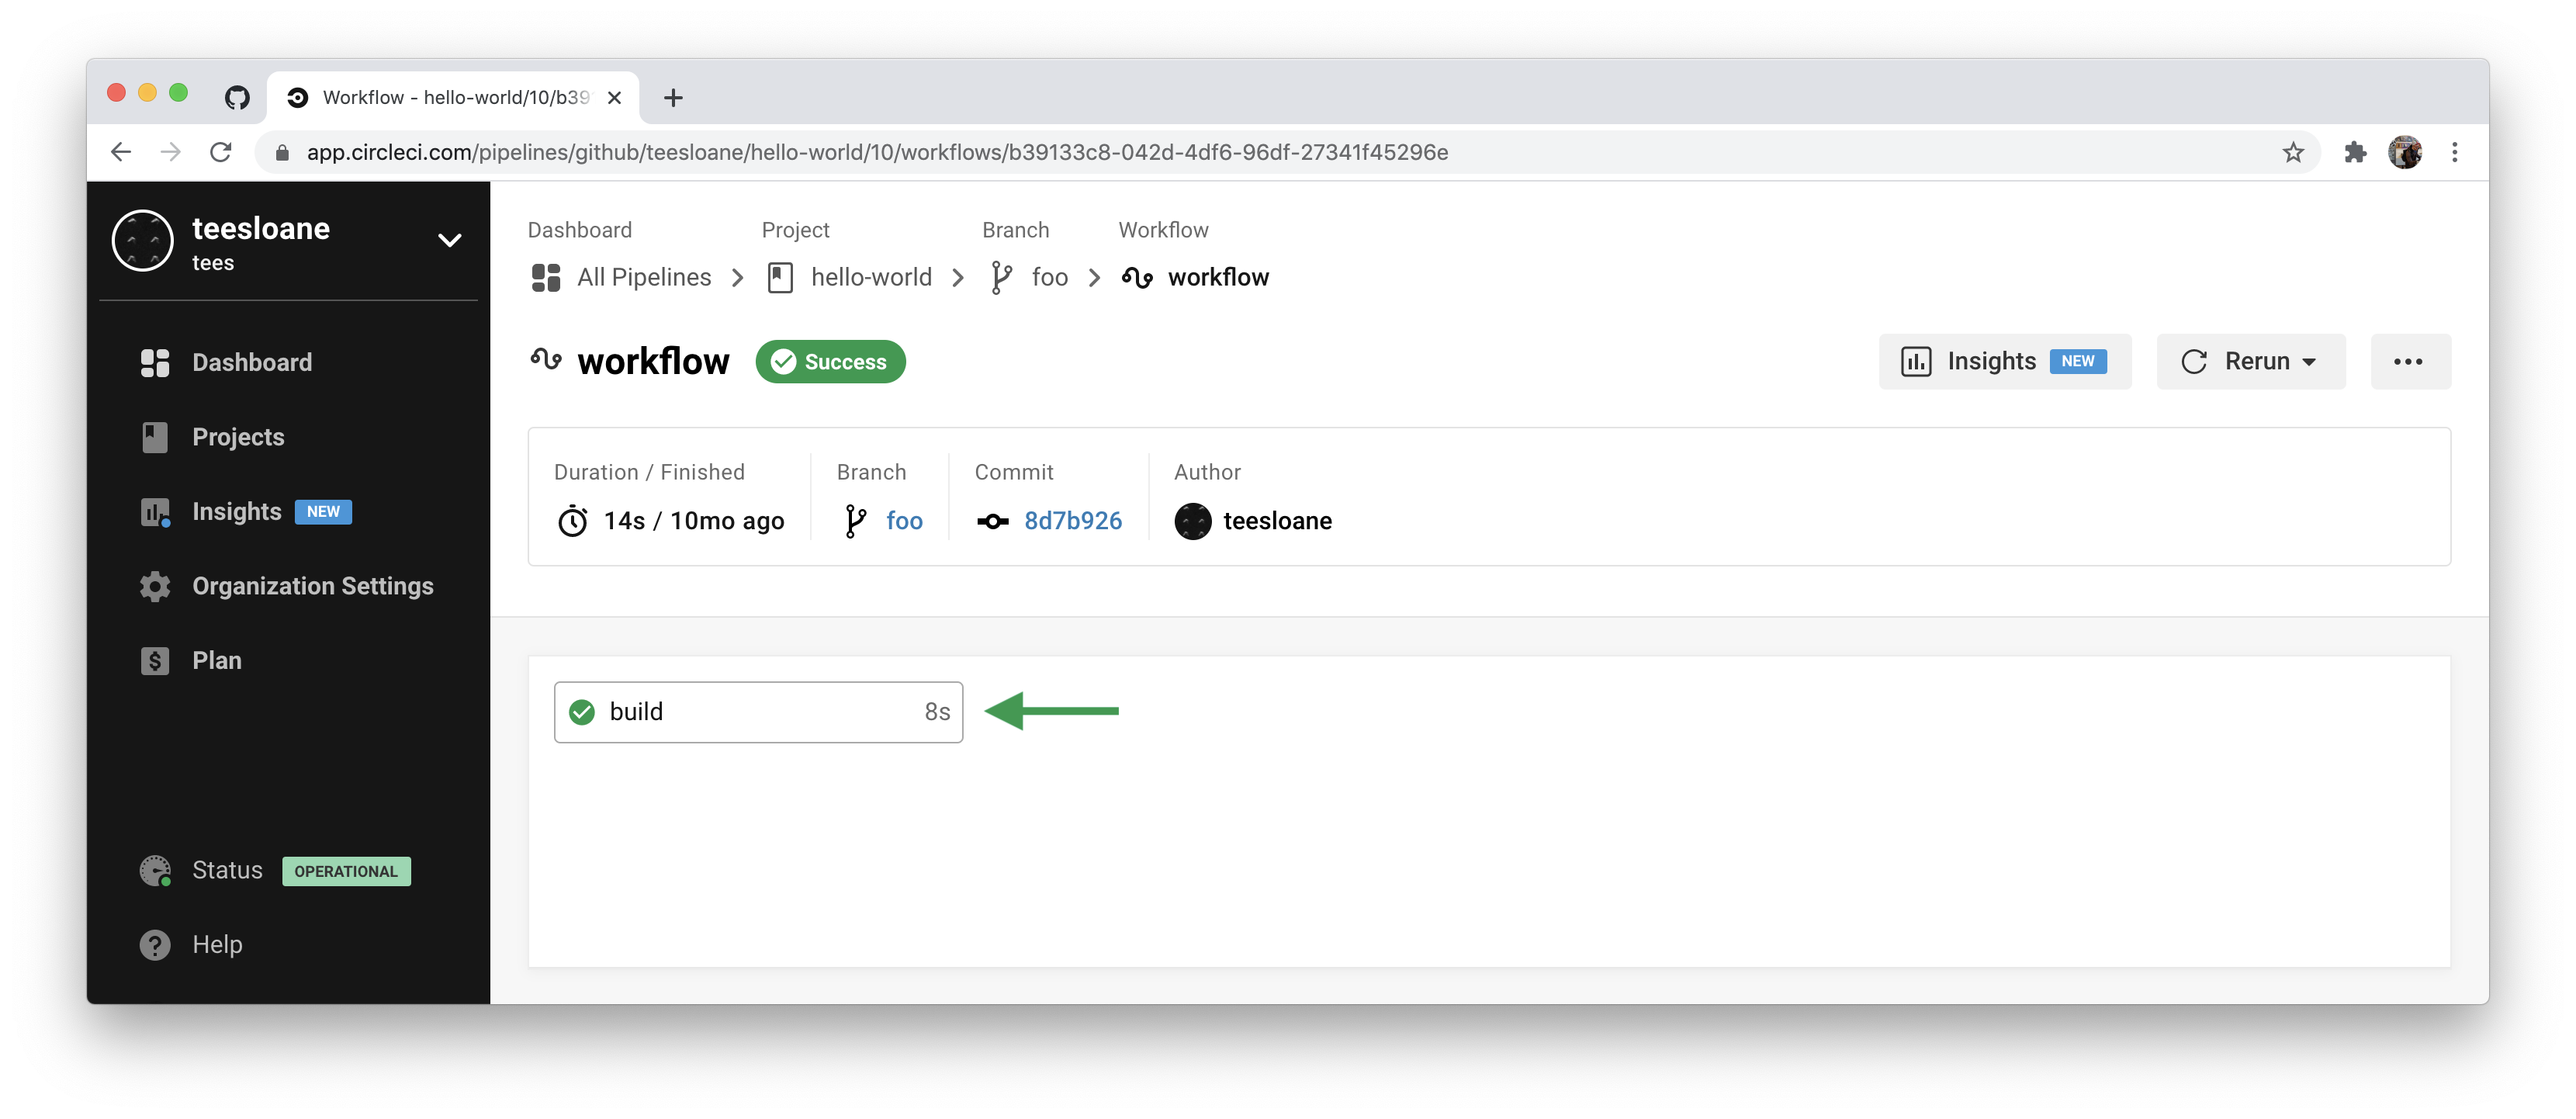 Workflow - hello-world/10/b39
app.circleci.com/pipelines/github/teesloane/hello-world/10/workflows/b39133c8-042d-4df6-96df-27341f45296e
teesloane
tees
Dashboard
Projects
Insights NEW
Organization Settings
Plan
Status OPERATIONAL
Help
Dashboard Project Branch Workflow
All Pipelines hello-world foo workflow
workflow Success
Insights NEW Rerun
Duration / Finished Branch Commit Author
14s / 10mo ago foo 8d7b926 teesloane
build 8s